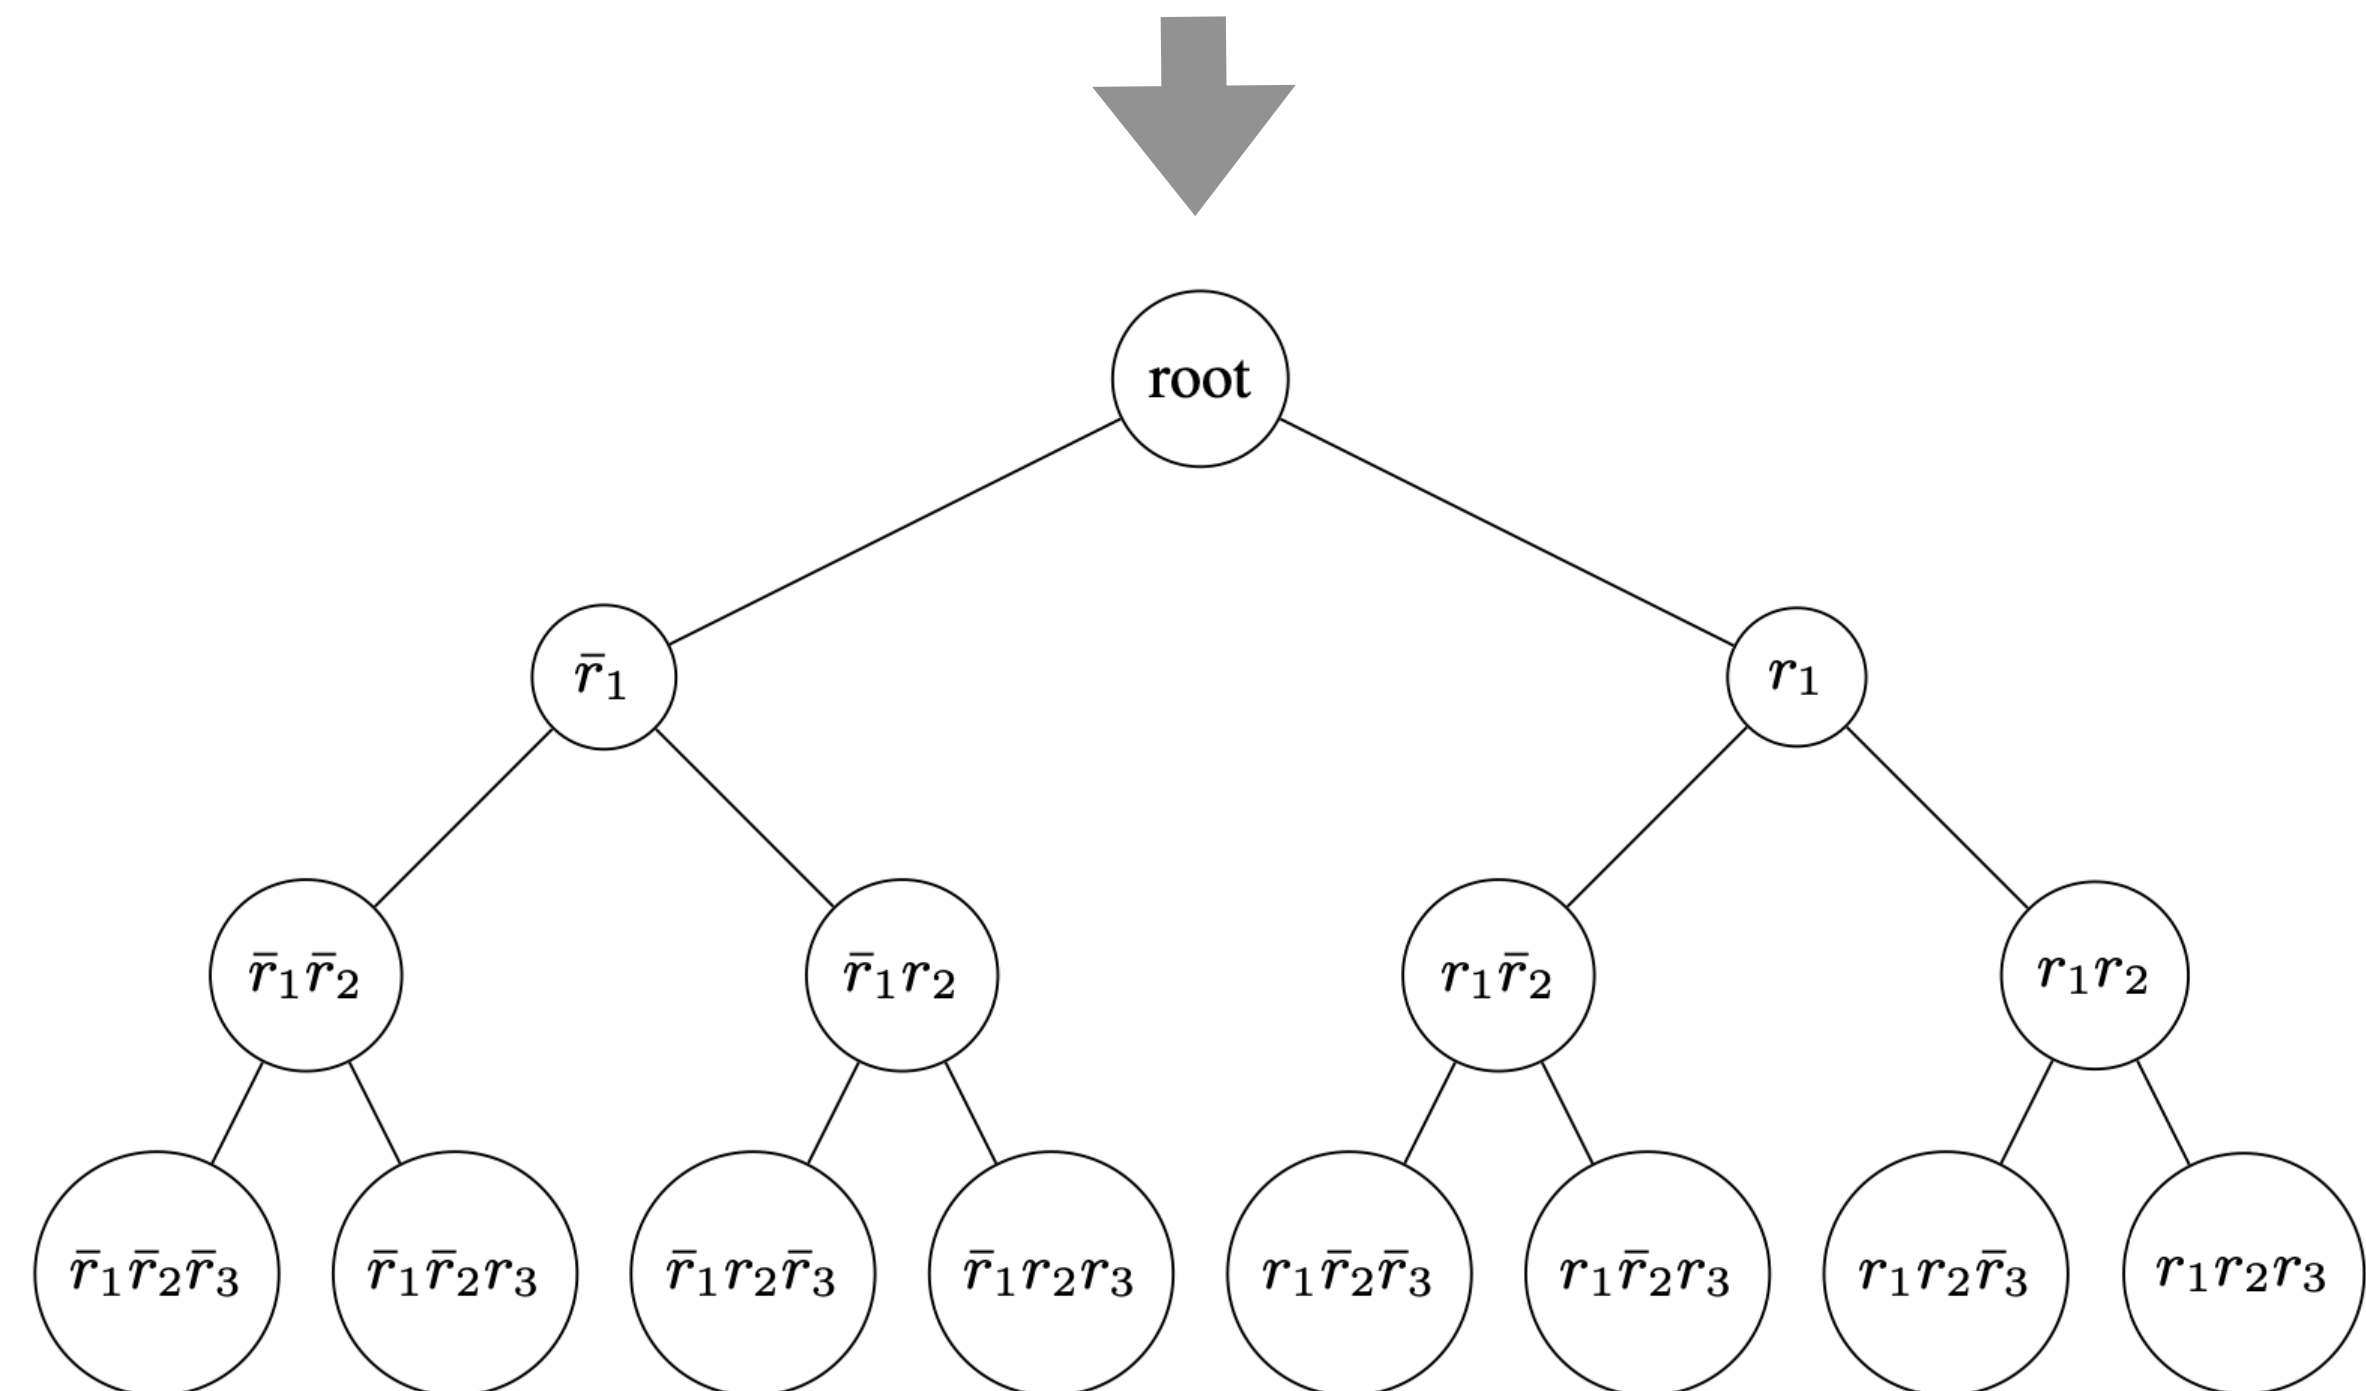 root
r̄₁ r₁
r̄₁r̄₂ r̄₁r₂ r₁r̄₂ r₁r₂
r̄₁r̄₂r̄₃ r̄₁r̄₂r₃ r̄₁r₂r̄₃ r̄₁r₂r₃ r₁r̄₂r̄₃ r₁r̄₂r₃ r₁r₂r̄₃ r₁r₂r₃